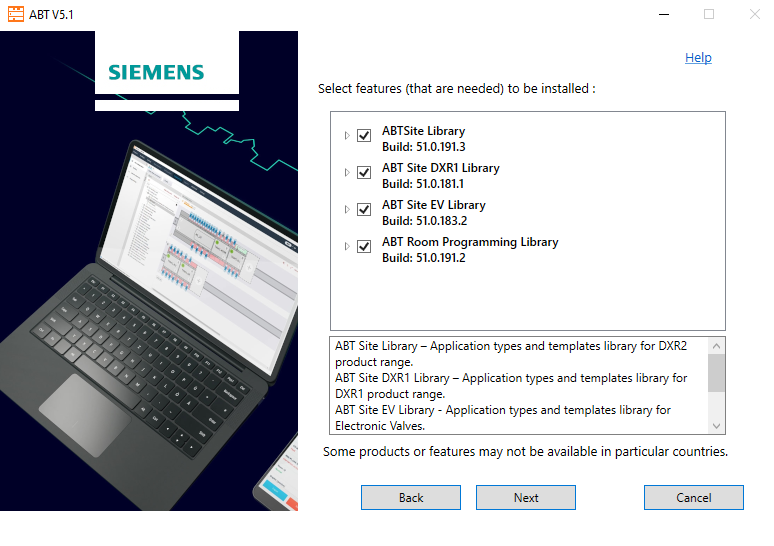 ABT V5.1
SIEMENS
Help
Select features (that are needed) to be installed :
ABTSite Library
Build: 51.0.191.3
ABT Site DXR1 Library
Build: 51.0.181.1
ABT Site EV Library
Build: 51.0.183.2
ABT Room Programming Library
Build: 51.0.191.2
ABT Site Library – Application types and templates library for DXR2
product range.
ABT Site DXR1 Library – Application types and templates library for
DXR1 product range.
ABT Site EV Library - Application types and templates library for
Electronic Valves.
Some products or features may not be available in particular countries.
Back
Next
Cancel